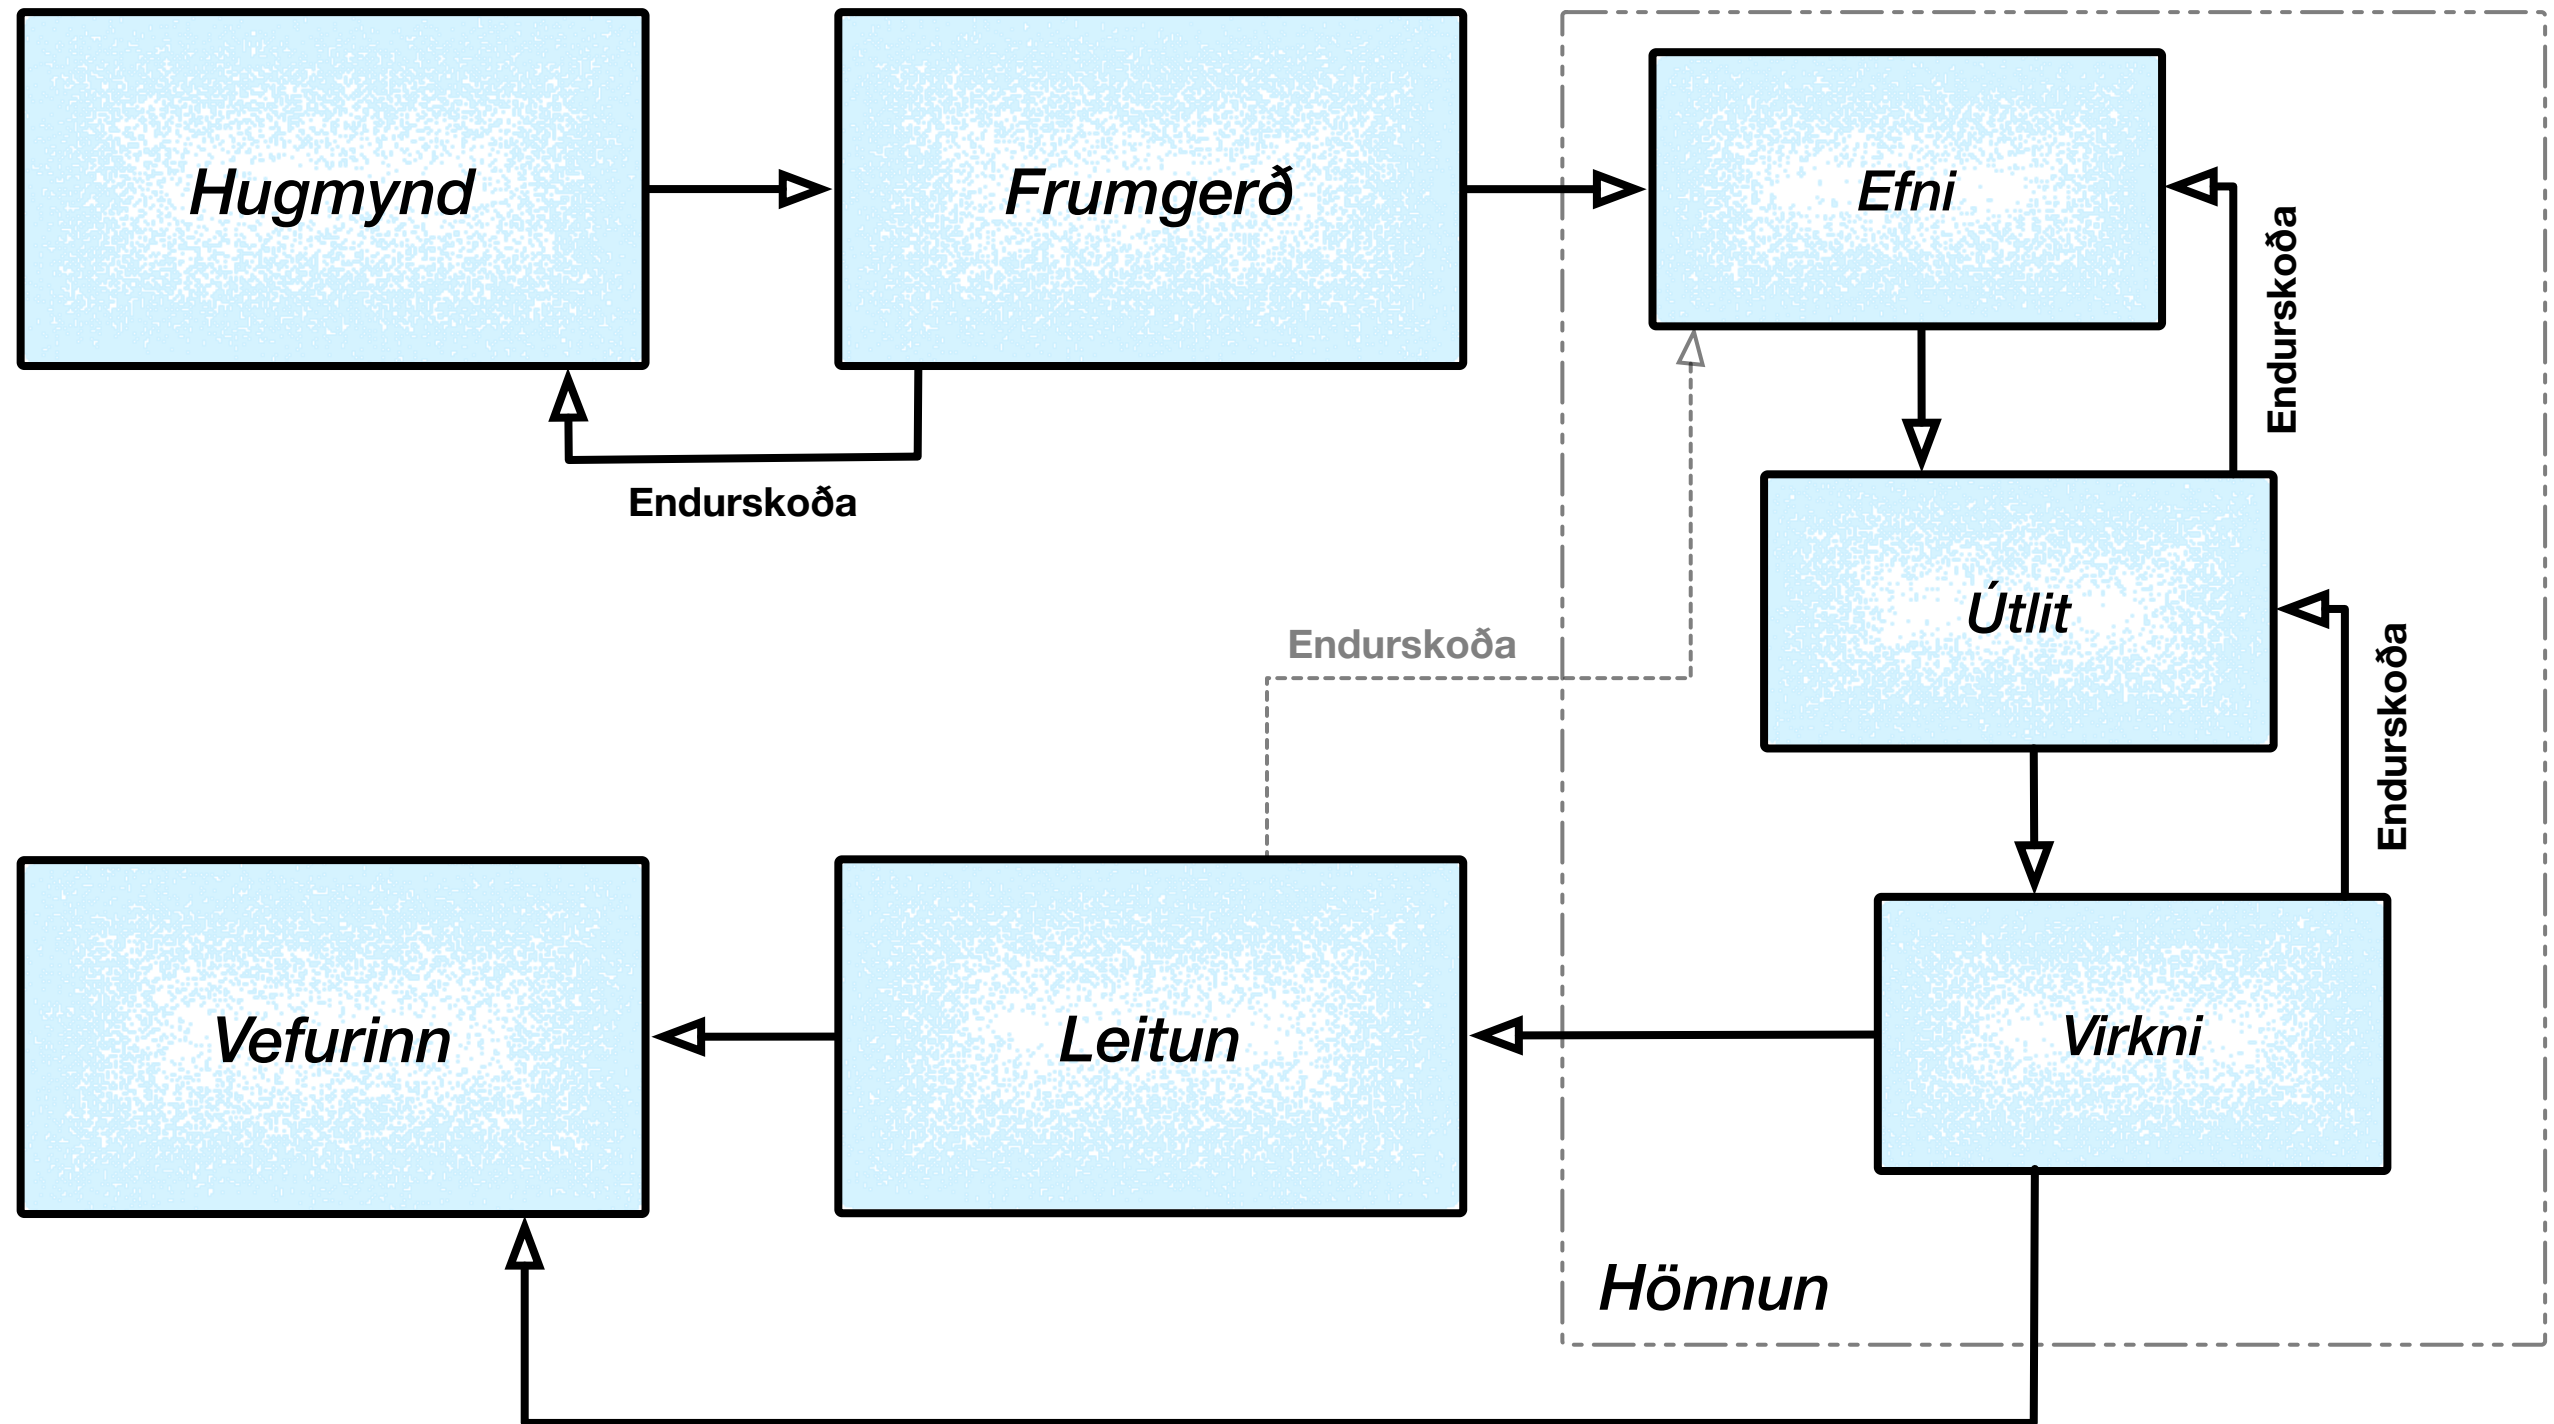 Hugmynd
Frumgerð
Efni
Endurskoða
Endurskoða
Útlit
Endurskoða
Endurskoða
Vefurinn
Leitun
Virkni
Hönnun